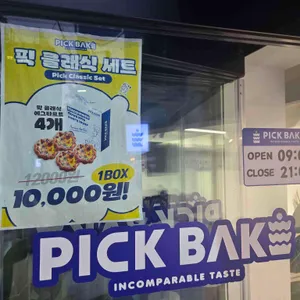 PICK BAKE
픽 클래식 세트
Pick Classic Set
픽 클래식
에그타르트
4개
12000원
1BOX
10,000원!
PICK BAKE
OPEN 09:0
CLOSE 21:
PICK BAKE
INCOMPARABLE TASTE